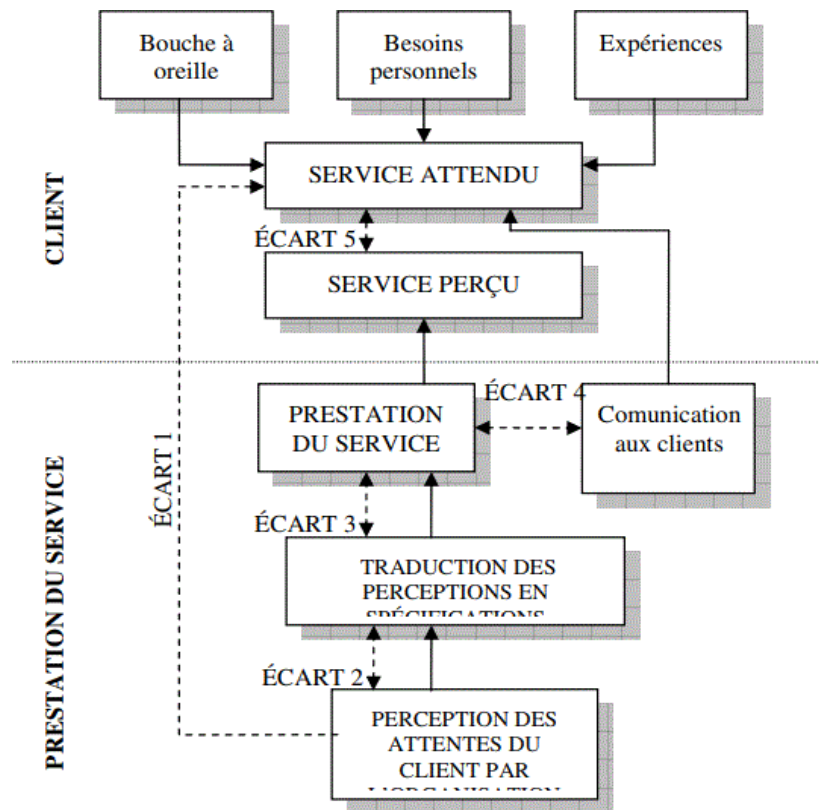 Bouche à
oreille
Besoins
personnels
Expériences
CLIENT
SERVICE ATTENDU
ÉCART 5
SERVICE PERÇU
PRESTATION DU SERVICE
ÉCART 1
PRESTATION
DU SERVICE
ÉCART 4
Comunication
aux clients
ÉCART 3
TRADUCTION DES
PERCEPTIONS EN
SPÉCIFICATIONS
ÉCART 2
PERCEPTION DES
ATTENTES DU
CLIENT PAR
L'ORGANISATION